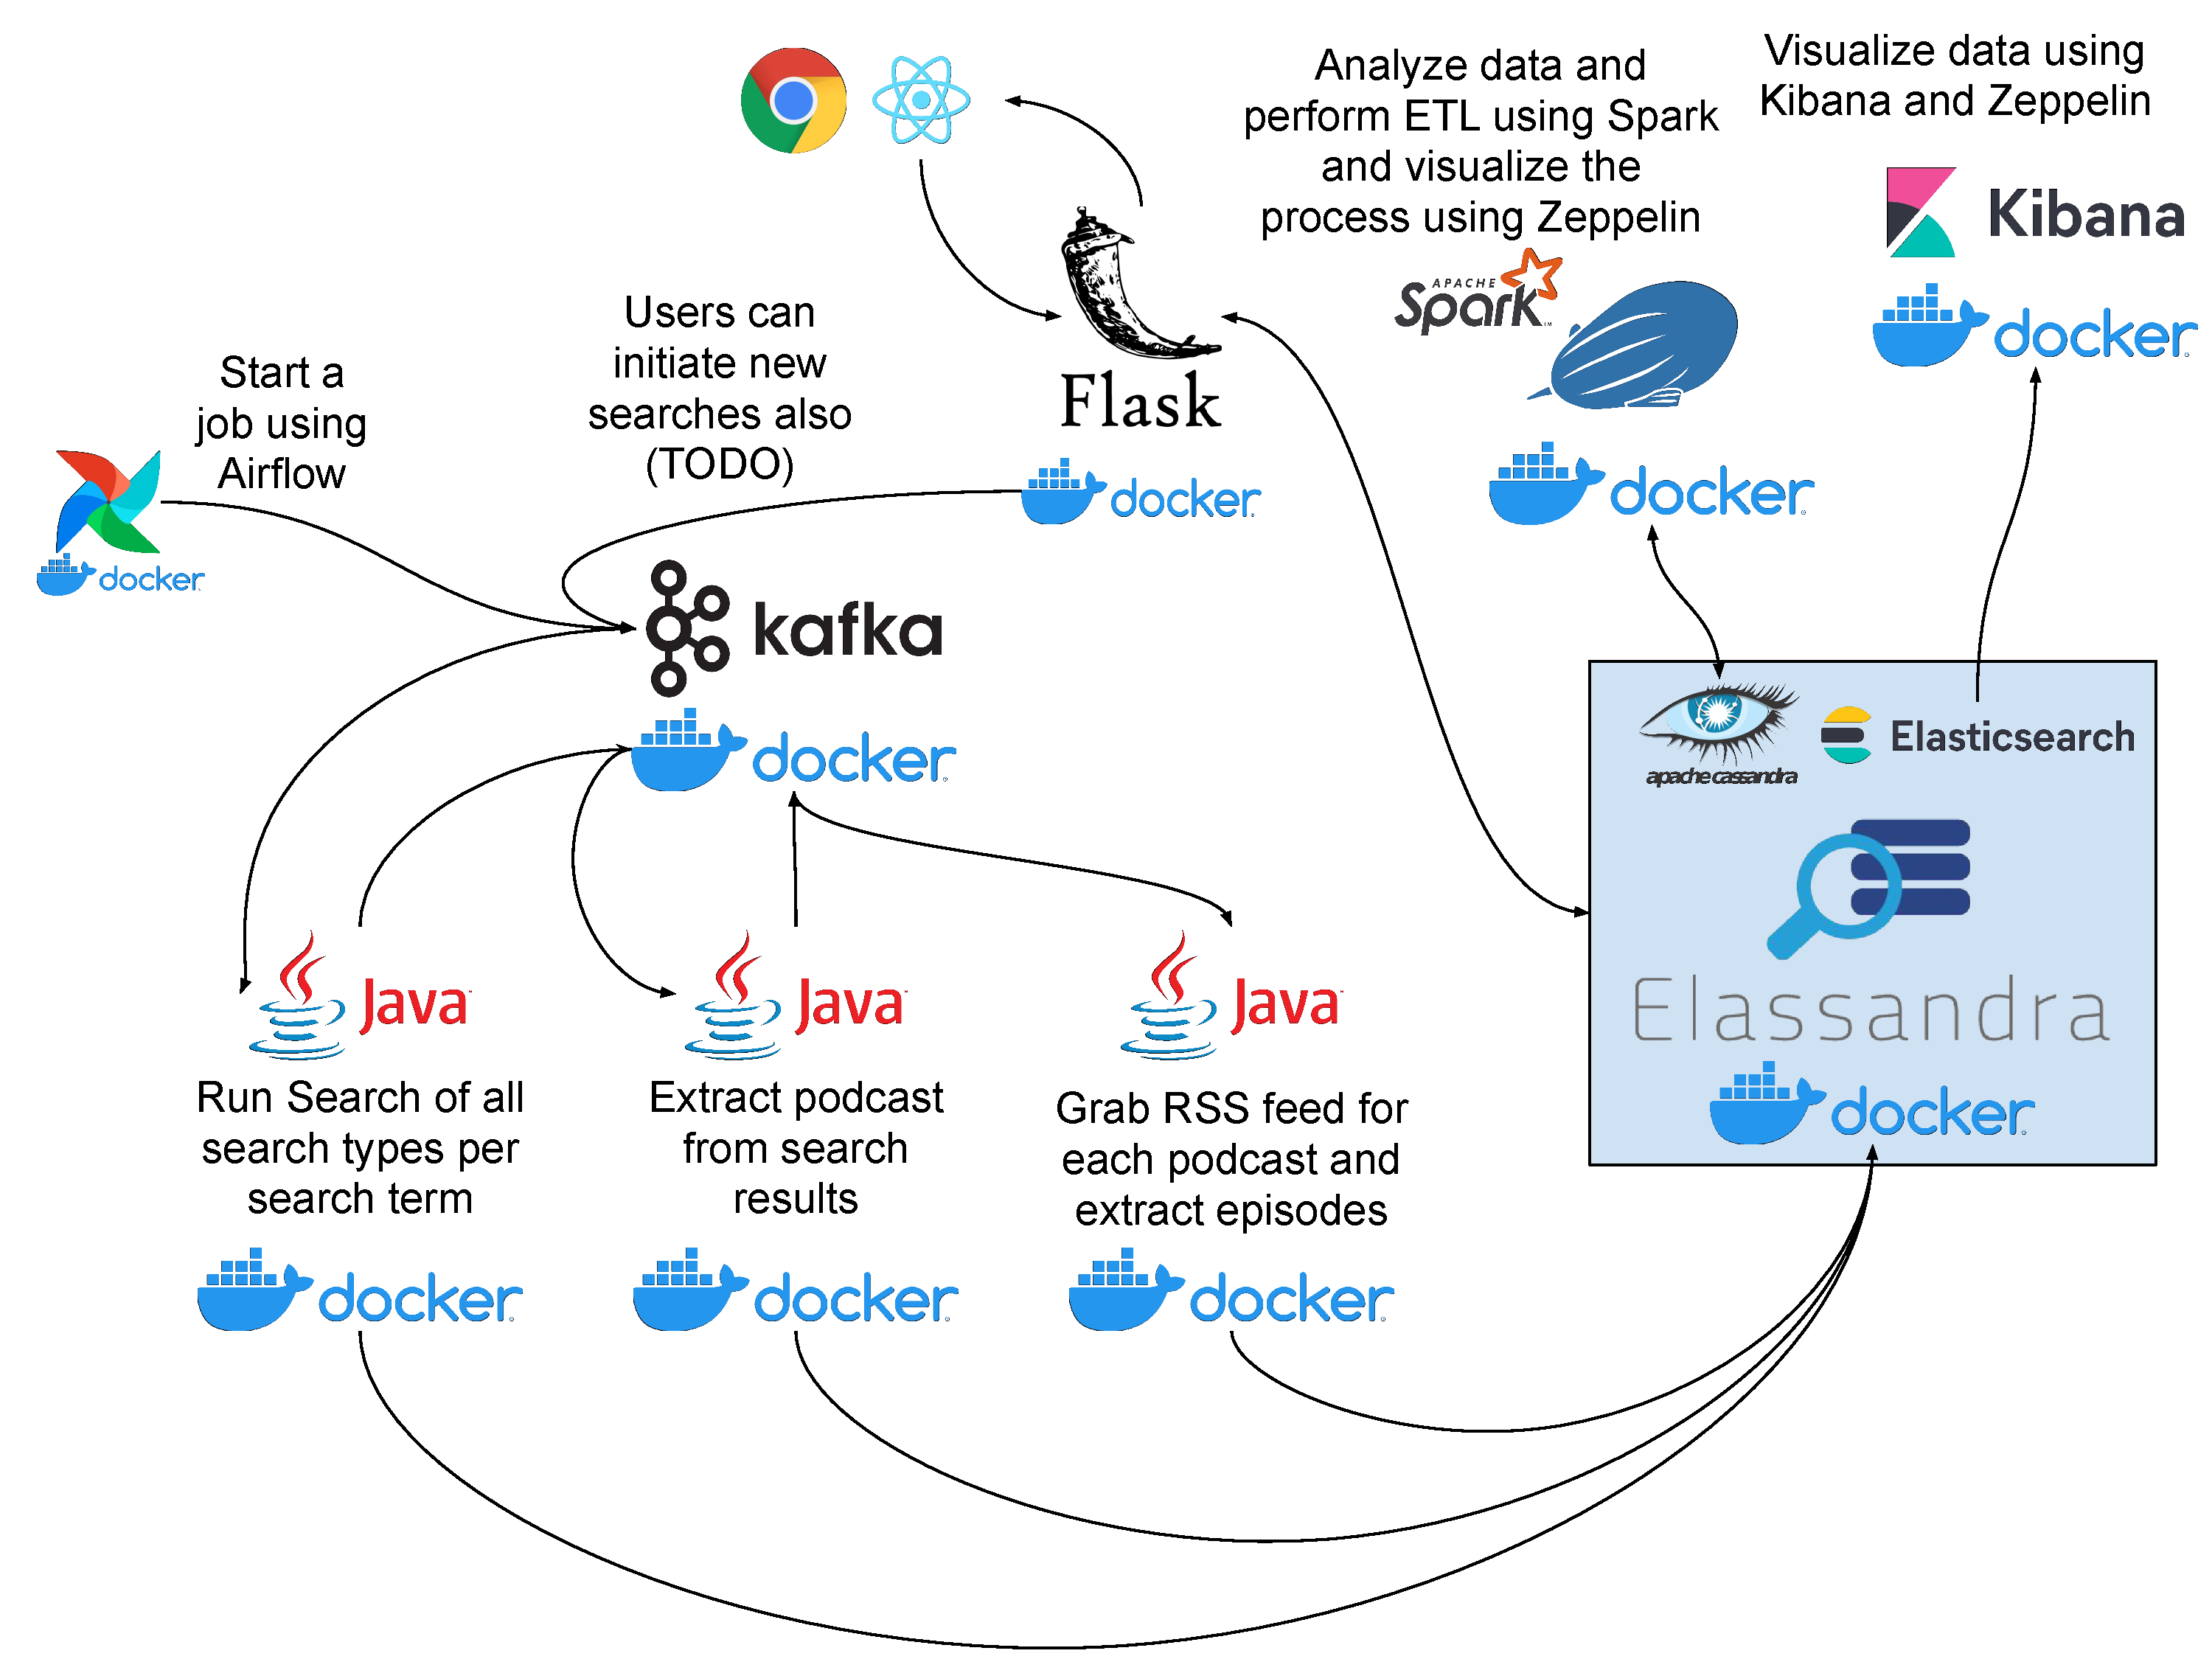 Analyze data and
perform ETL using Spark
and visualize the
process using Zeppelin
Visualize data using
Kibana and Zeppelin
Kibana
docker
APACHE
Spark
docker
Users can
initiate new
searches also
(TODO)
Flask
docker
Start a
job using
Airflow
docker
kafka
docker
apache cassandra
Elasticsearch
Elassandra
docker
Java
Run Search of all
search types per
search term
docker
Java
Extract podcast
from search
results
docker
Java
Grab RSS feed for
each podcast and
extract episodes
docker